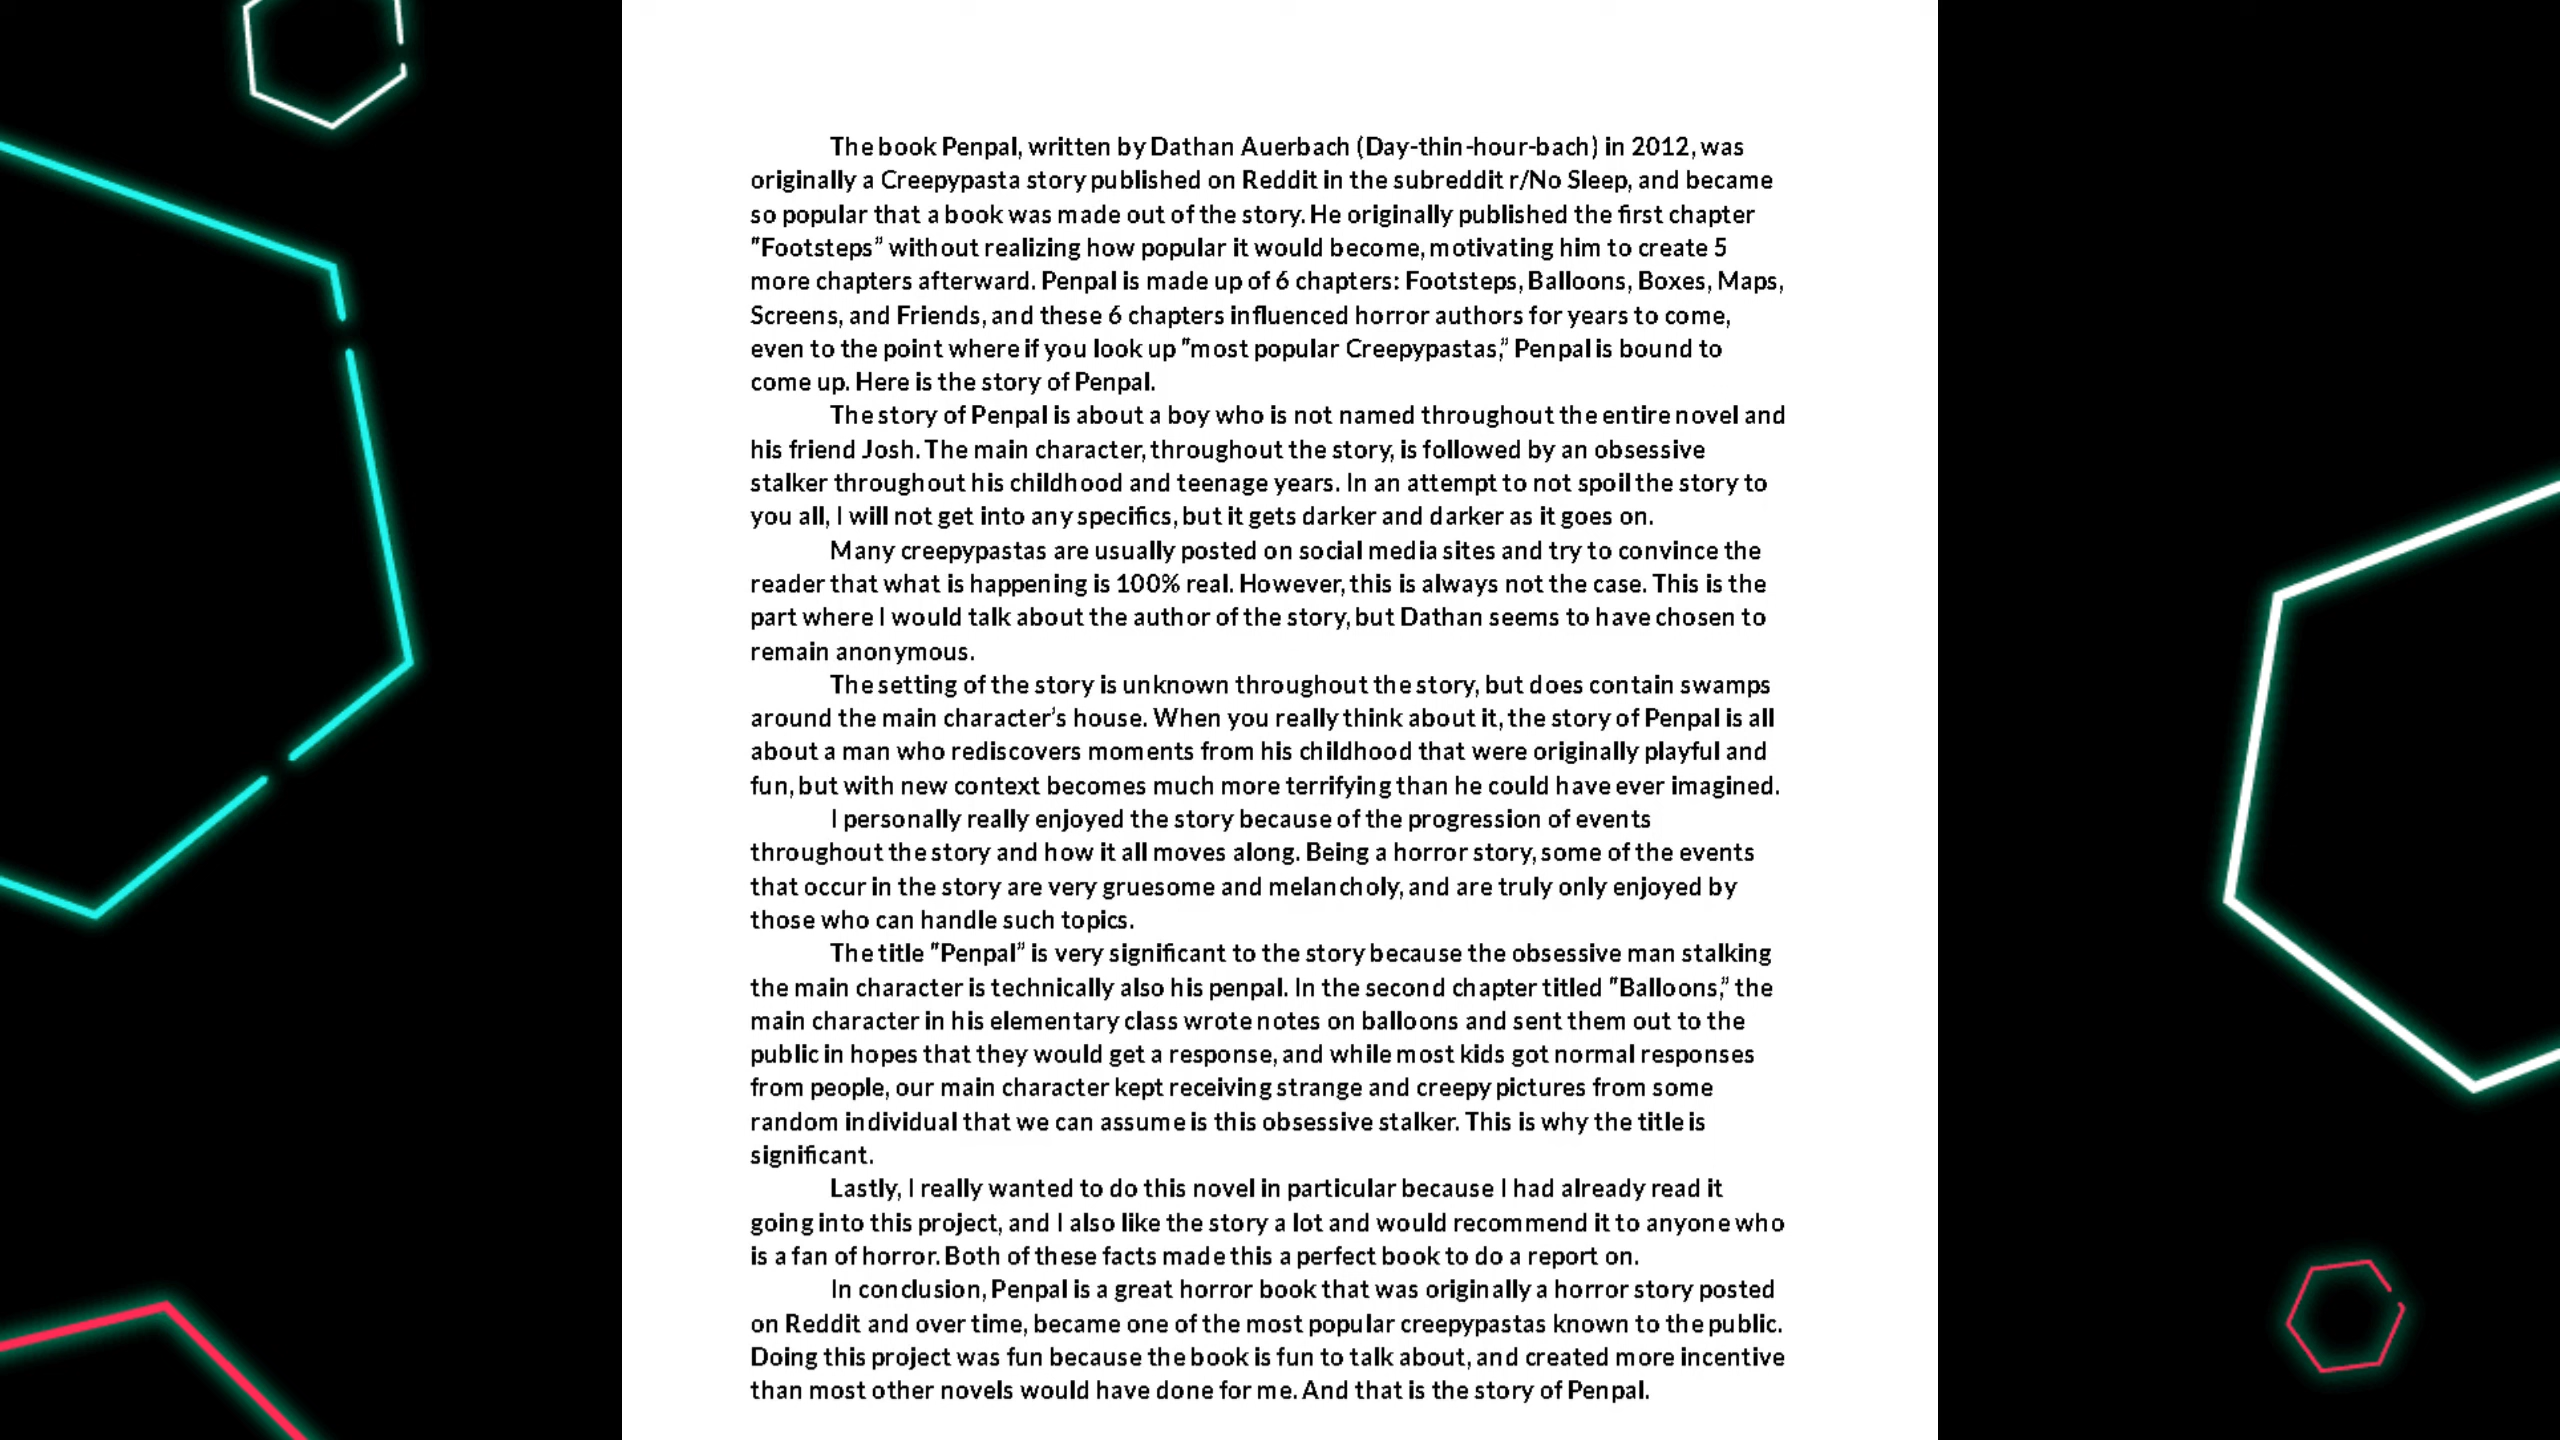 The book Penpal, written by Dathan Auerbach (Day-thin-hour-bach) in 2012, was
originally a Creepypasta story published on Reddit in the subreddit r/No Sleep, and became
so popular that a book was made out of the story. He originally published the first chapter
"Footsteps" without realizing how popular it would become, motivating him to create 5
more chapters afterward. Penpal is made up of 6 chapters: Footsteps, Balloons, Boxes, Maps,
Screens, and Friends, and these 6 chapters influenced horror authors for years to come,
even to the point where if you look up "most popular Creepypastas," Penpal is bound to
come up. Here is the story of Penpal.
The story of Penpal is about a boy who is not named throughout the entire novel and
his friend Josh. The main character, throughout the story, is followed by an obsessive
stalker throughout his childhood and teenage years. In an attempt to not spoil the story to
you all, I will not get into any specifics, but it gets darker and darker as it goes on.
Many creepypastas are usually posted on social media sites and try to convince the
reader that what is happening is 100% real. However, this is always not the case. This is the
part where I would talk about the author of the story, but Dathan seems to have chosen to
remain anonymous.
The setting of the story is unknown throughout the story, but does contain swamps
around the main character's house. When you really think about it, the story of Penpal is all
about a man who rediscovers moments from his childhood that were originally playful and
fun, but with new context becomes much more terrifying than he could have ever imagined.
I personally really enjoyed the story because of the progression of events
throughout the story and how it all moves along. Being a horror story, some of the events
that occur in the story are very gruesome and melancholy, and are truly only enjoyed by
those who can handle such topics.
The title "Penpal" is very significant to the story because the obsessive man stalking
the main character is technically also his penpal. In the second chapter titled "Balloons," the
main character in his elementary class wrote notes on balloons and sent them out to the
public in hopes that they would get a response, and while most kids got normal responses
from people, our main character kept receiving strange and creepy pictures from some
random individual that we can assume is this obsessive stalker. This is why the title is
significant.
Lastly, I really wanted to do this novel in particular because I had already read it
going into this project, and I also like the story a lot and would recommend it to anyone who
is a fan of horror. Both of these facts made this a perfect book to do a report on.
In conclusion, Penpal is a great horror book that was originally a horror story posted
on Reddit and over time, became one of the most popular creepypastas known to the public.
Doing this project was fun because the book is fun to talk about, and created more incentive
than most other novels would have done for me. And that is the story of Penpal.